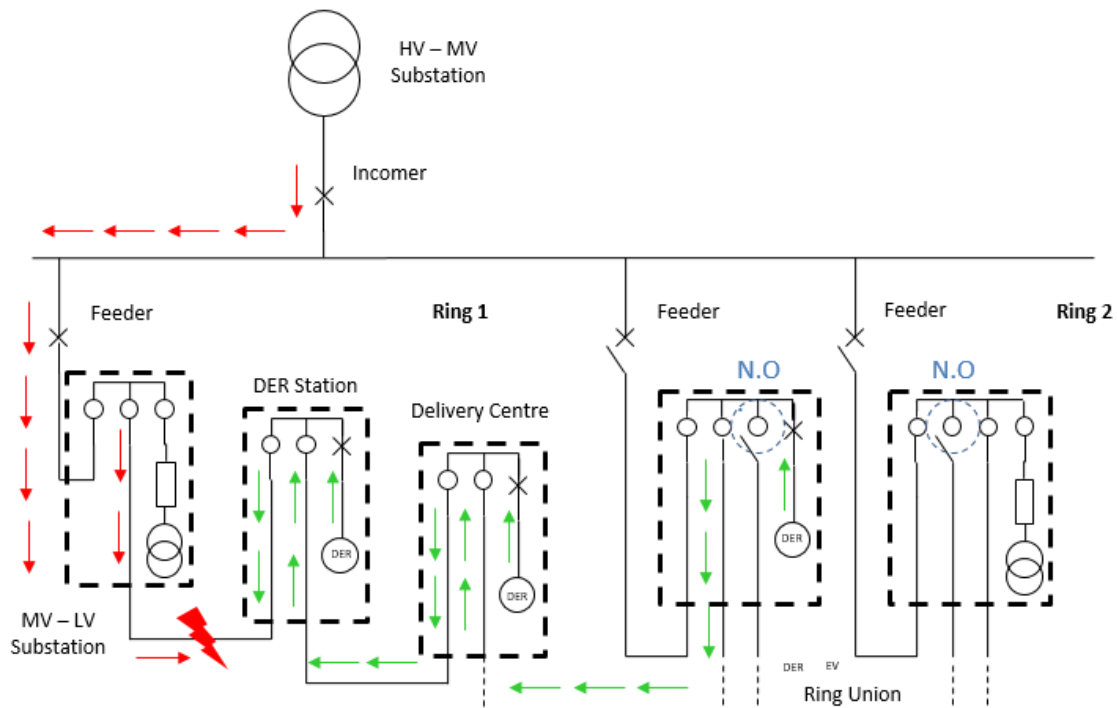 HV – MV
Substation
Incomer
Feeder
Ring 1
Feeder
Feeder
Ring 2
DER Station
Delivery Centre
N.O
N.O
DER
DER
DER
MV – LV
Substation
DER EV
Ring Union